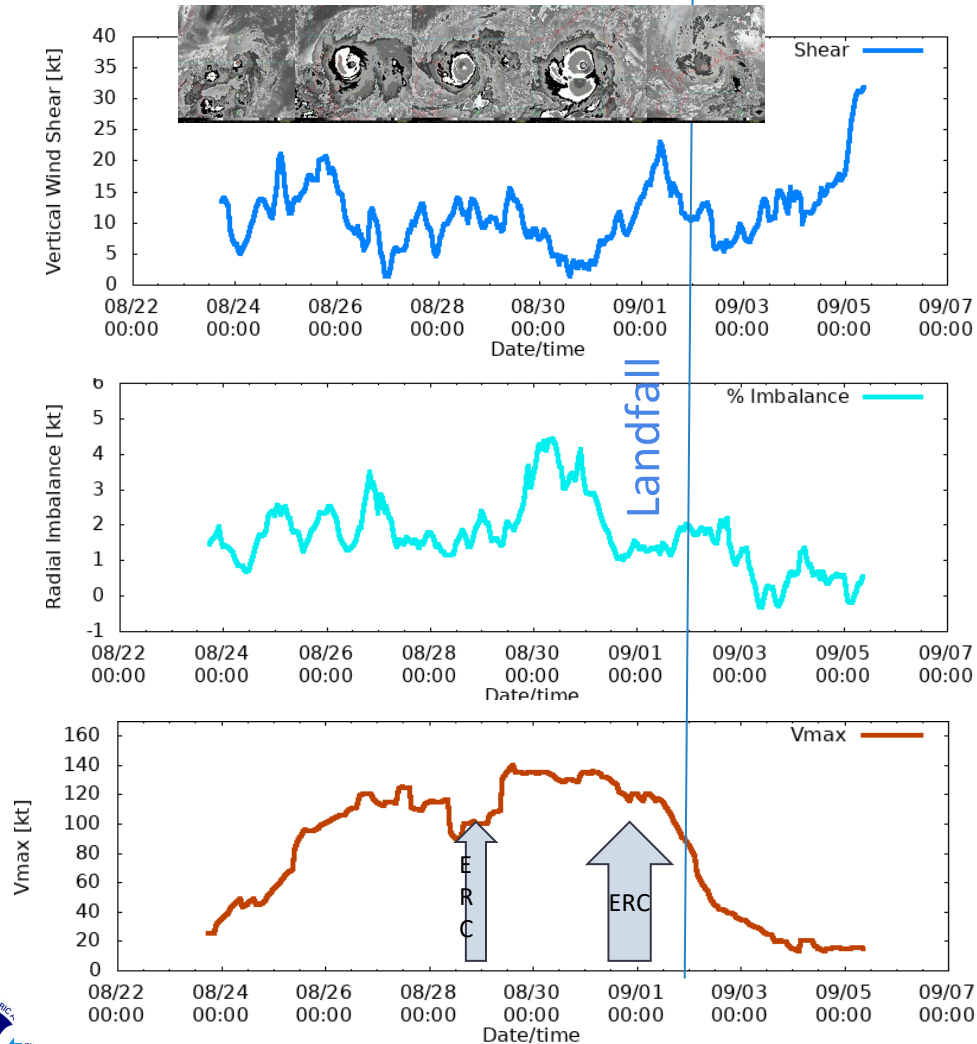 40
35
30
25
20
15
10
5
0
Vertical Wind Shear [kt]
Shear
08/22 08/24 08/26 08/28 08/30 09/01 09/03 09/05 09/07
00:00 00:00 00:00 00:00 00:00 00:00 00:00 00:00 00:00
Date/time
6
5
4
3
2
1
0
-1
Radial Imbalance [kt]
% Imbalance
Landfall
08/22 08/24 08/26 08/28 08/30 09/01 09/03 09/05 09/07
00:00 00:00 00:00 00:00 00:00 00:00 00:00 00:00 00:00
Date/time
160
140
120
100
80
60
40
20
0
Vmax [kt]
Vmax
E
R
C
ERC
08/22 08/24 08/26 08/28 08/30 09/01 09/03 09/05 09/07
00:00 00:00 00:00 00:00 00:00 00:00 00:00 00:00 00:00
Date/time